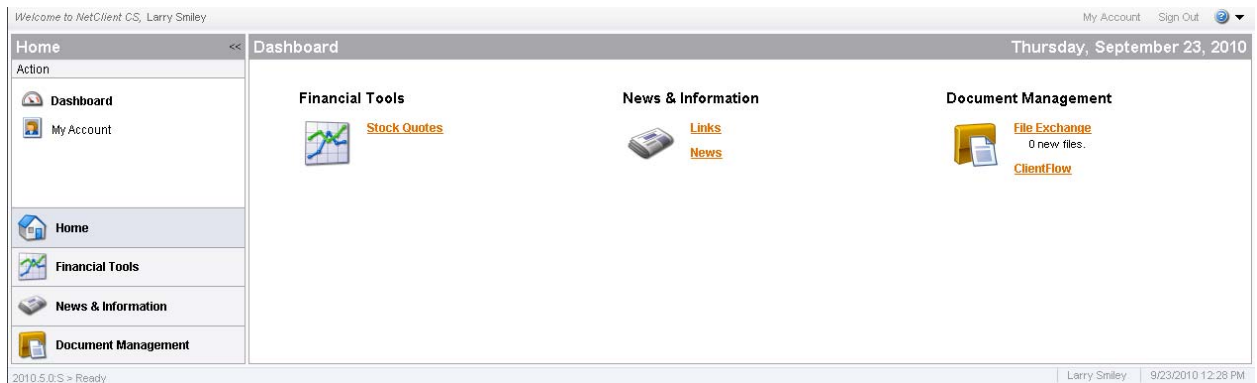 Welcome to NetClient CS, Larry Smiley
My Account Sign Out ?
Home <<
Action
Dashboard
My Account
Home
Financial Tools
News & Information
Document Management
Dashboard Thursday, September 23, 2010
Financial Tools
Stock Quotes
News & Information
Links
News
Document Management
File Exchange
0 new files.
ClientFlow
2010.5.0:S > Ready
Larry Smiley 9/23/2010 12:28 PM